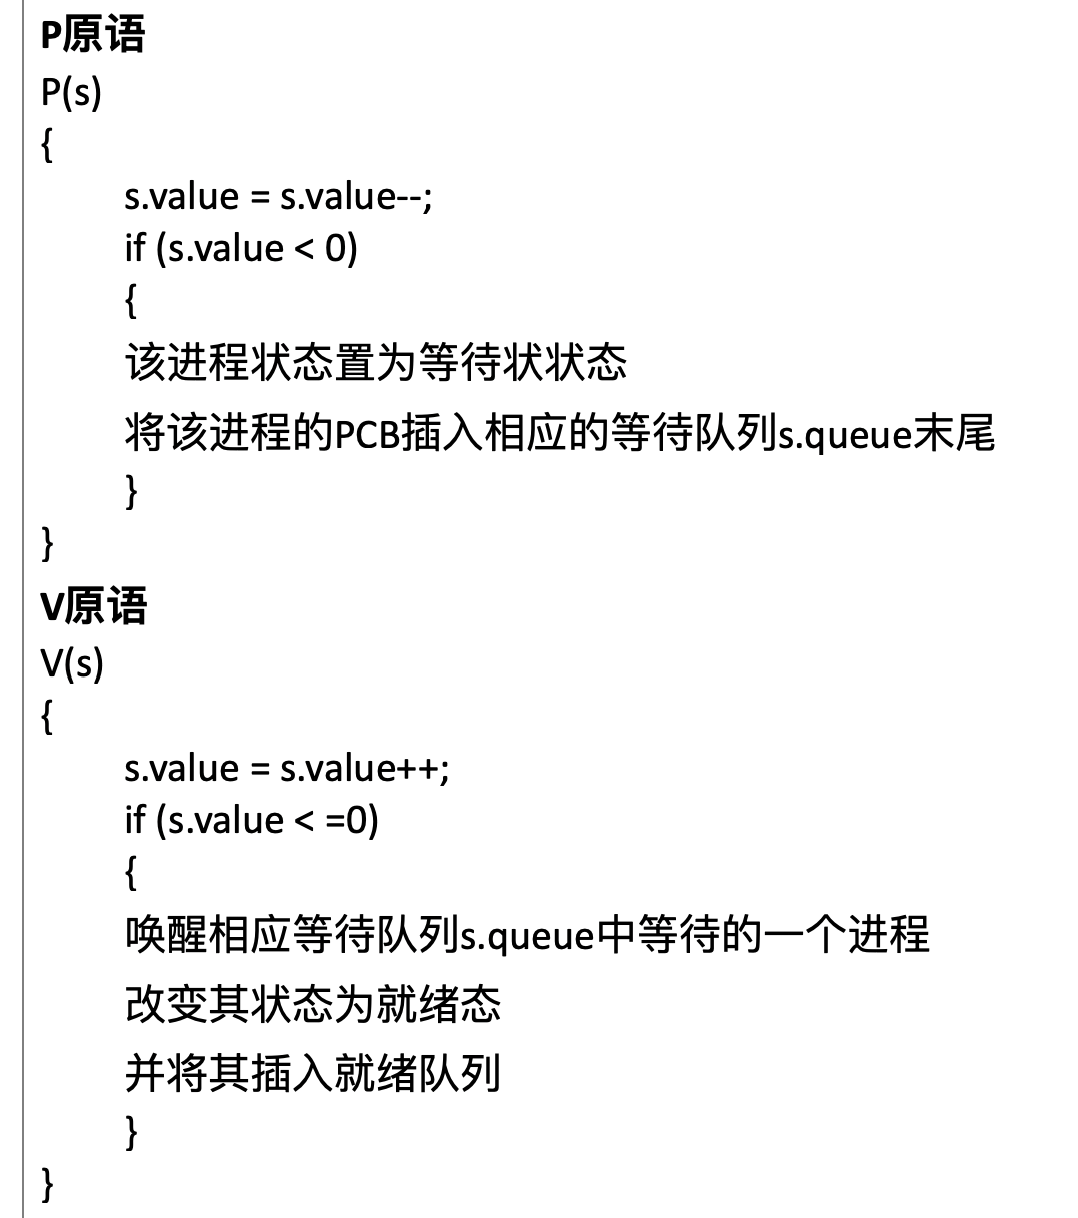 P原语
P(s)
{
s.value = s.value--;
if (s.value < 0)
{
该进程状态置为等待状状态
将该进程的PCB插入相应的等待队列s.queue末尾
}
}
V原语
V(s)
{
s.value = s.value++;
if (s.value < =0)
{
唤醒相应等待队列s.queue中等待的一个进程
改变其状态为就绪态
并将其插入就绪队列
}
}